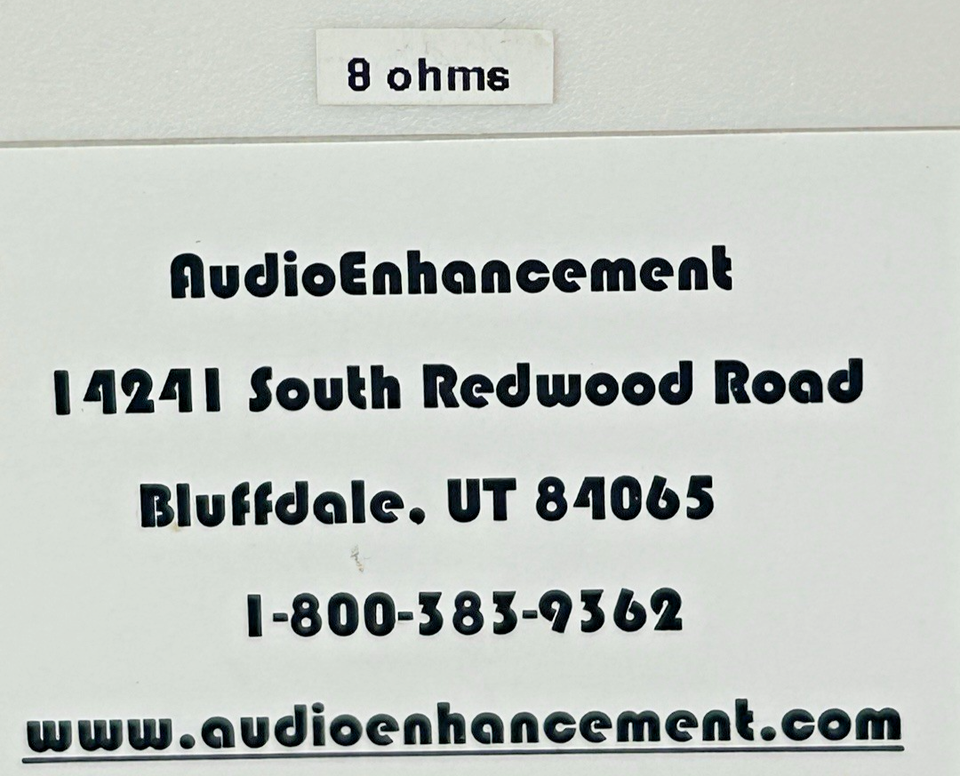 8 ohms
AudioEnhancement
14241 South Redwood Road
Bluffdale, UT 84065
1-800-383-9362
www.audioenhancement.com